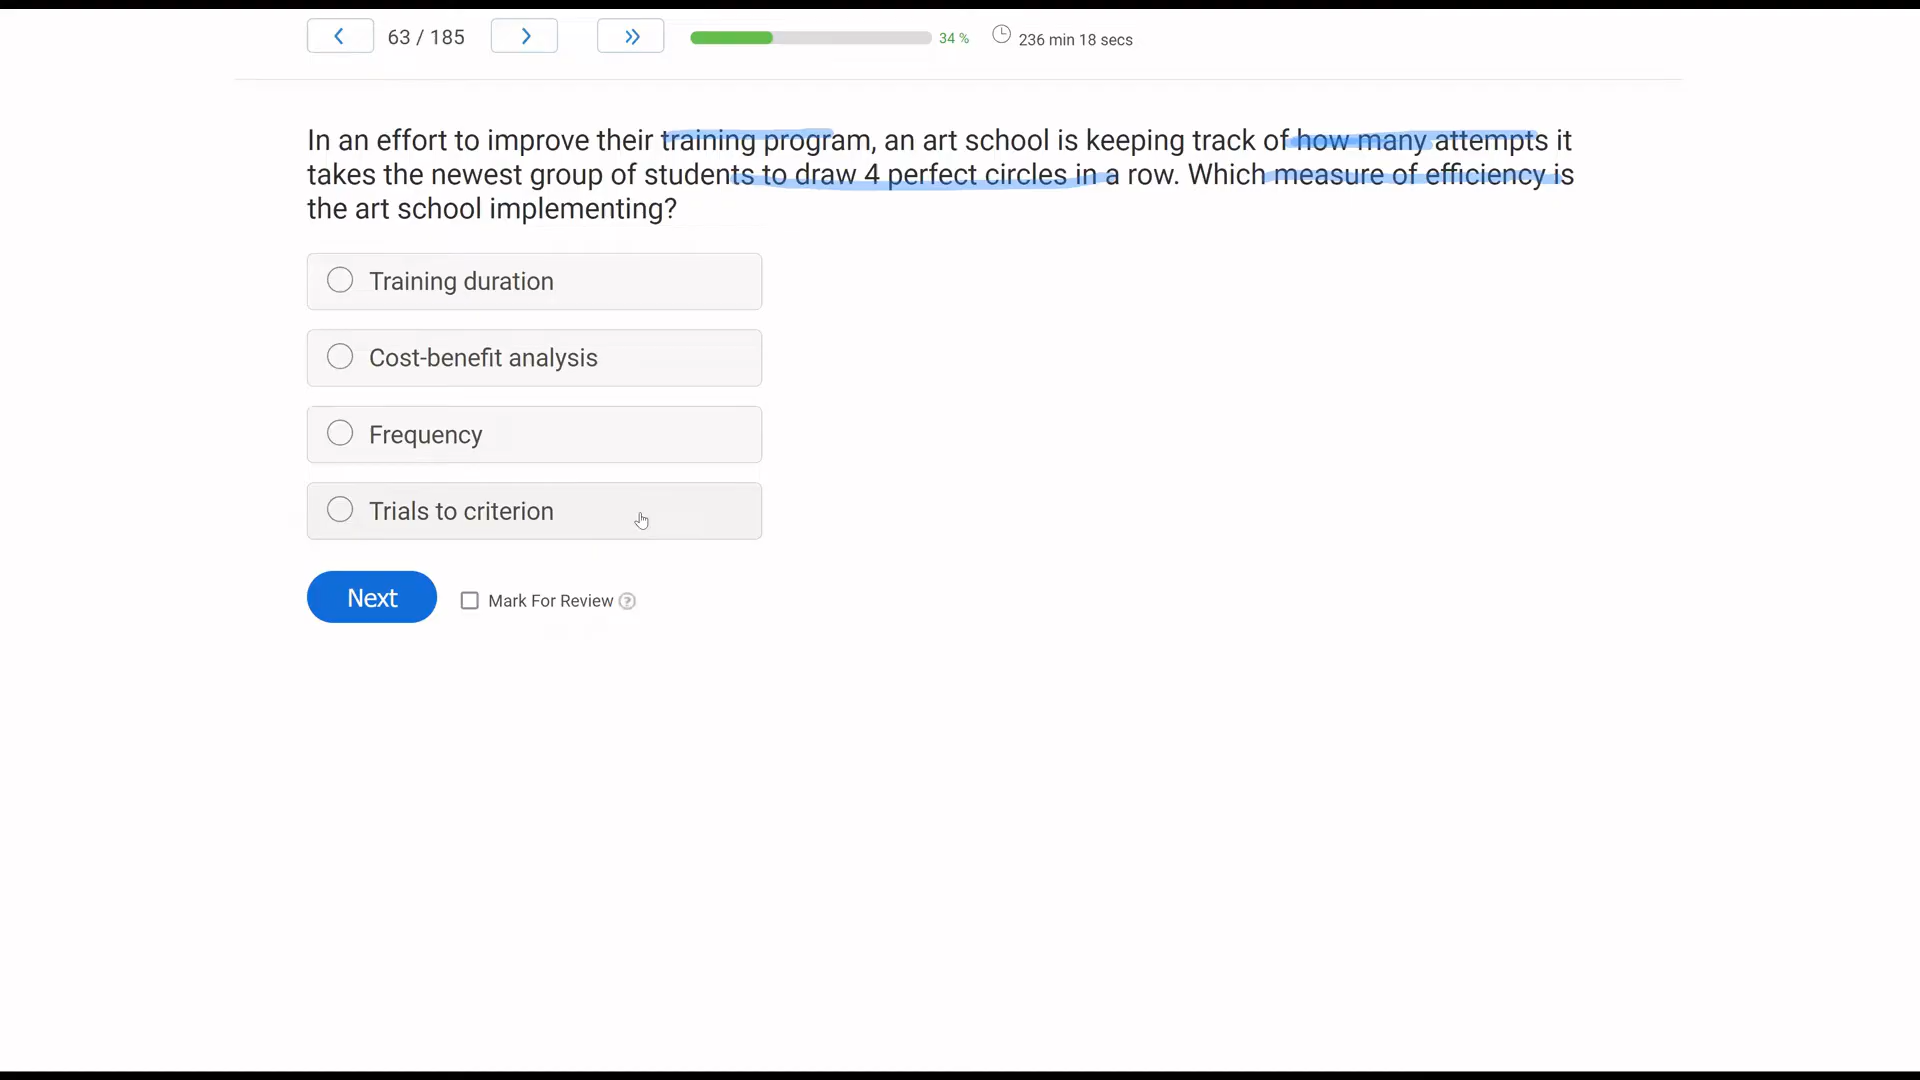 63 / 185
34 %
236 min 18 secs
In an effort to improve their training program, an art school is keeping track of how many attempts it
takes the newest group of students to draw 4 perfect circles in a row. Which measure of efficiency is
the art school implementing?
Training duration
Cost-benefit analysis
Frequency
Trials to criterion
Next
Mark For Review ?